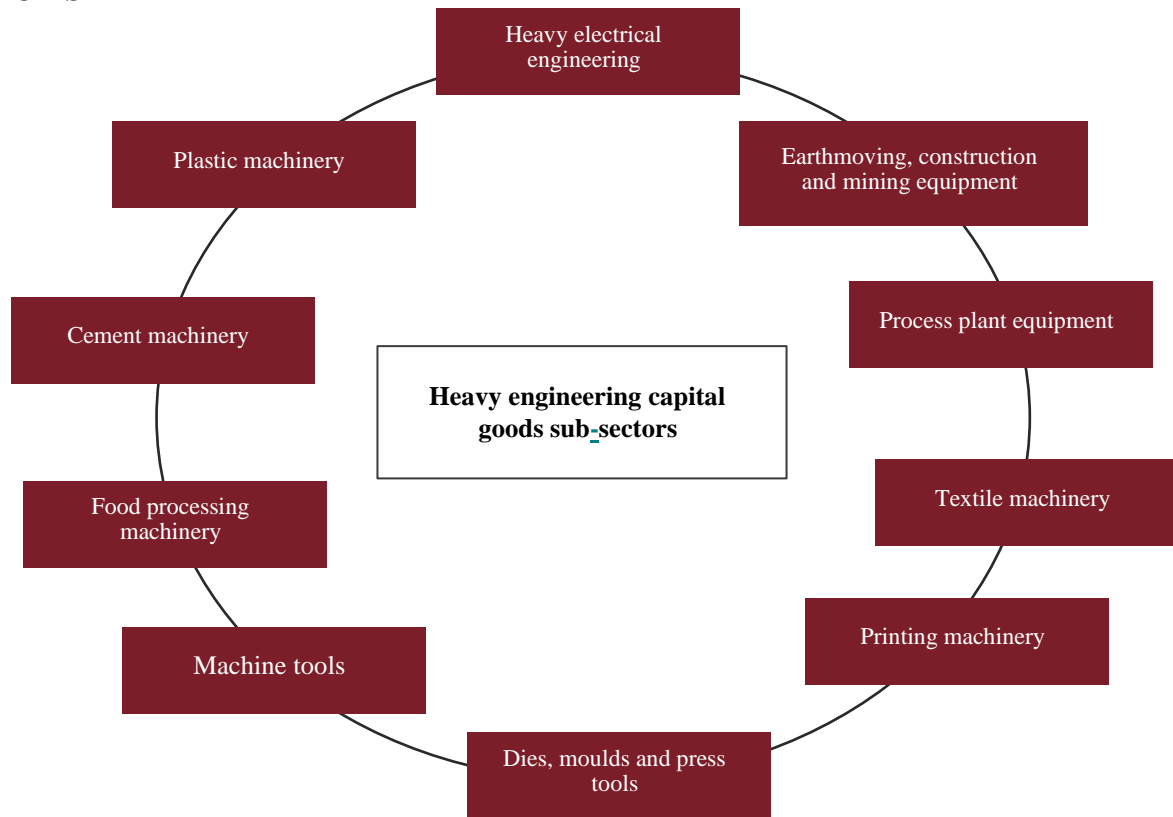 Heavy electrical
engineering
Plastic machinery
Earthmoving, construction
and mining equipment
Cement machinery
Process plant equipment
Heavy engineering capital
goods sub-sectors
Food processing
machinery
Textile machinery
Machine tools
Printing machinery
Dies, moulds and press
tools